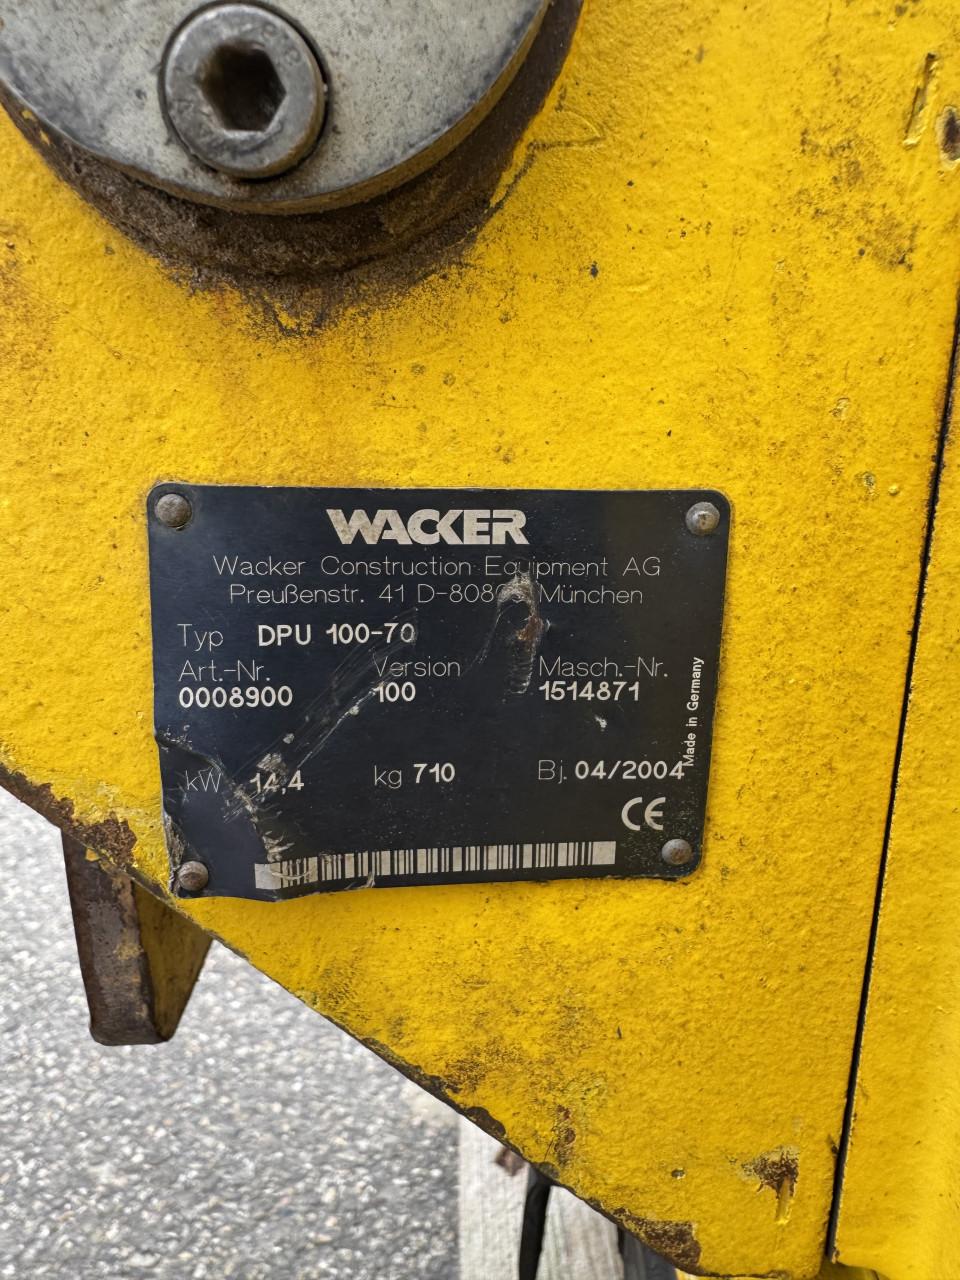 WACKER
Wacker Construction Equipment AG
Preußenstr. 41 München
Typ DPU 100-70
Art.-Nr. Version Masch.-Nr.
0008900 100 1514871
kW 14,4 kg 710 Bj. 04/2004
CE
Made in Germany